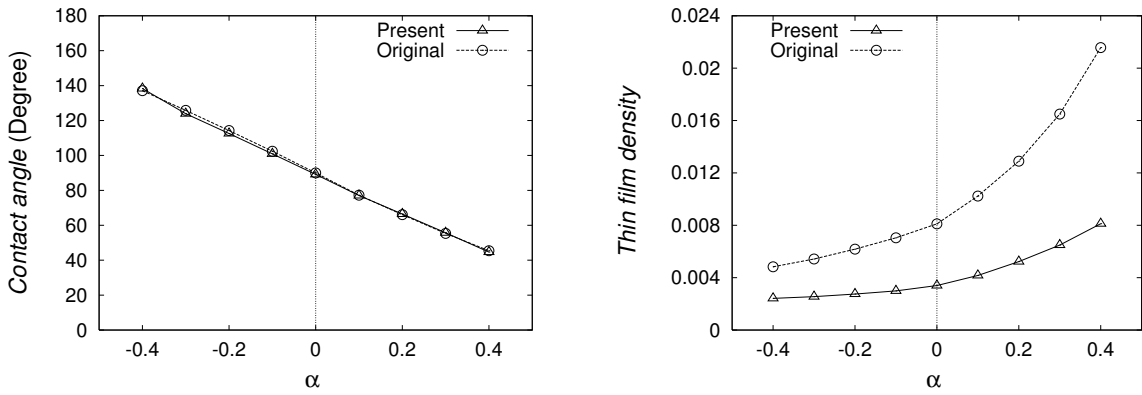 180
160
140
120
100
80
60
40
20
0
Contact angle (Degree)
-0.4 -0.2 0 0.2 0.4
α
Present
Original
0.024
0.02
0.016
0.012
0.008
0.004
0
Thin film density
-0.4 -0.2 0 0.2 0.4
α
Present
Original